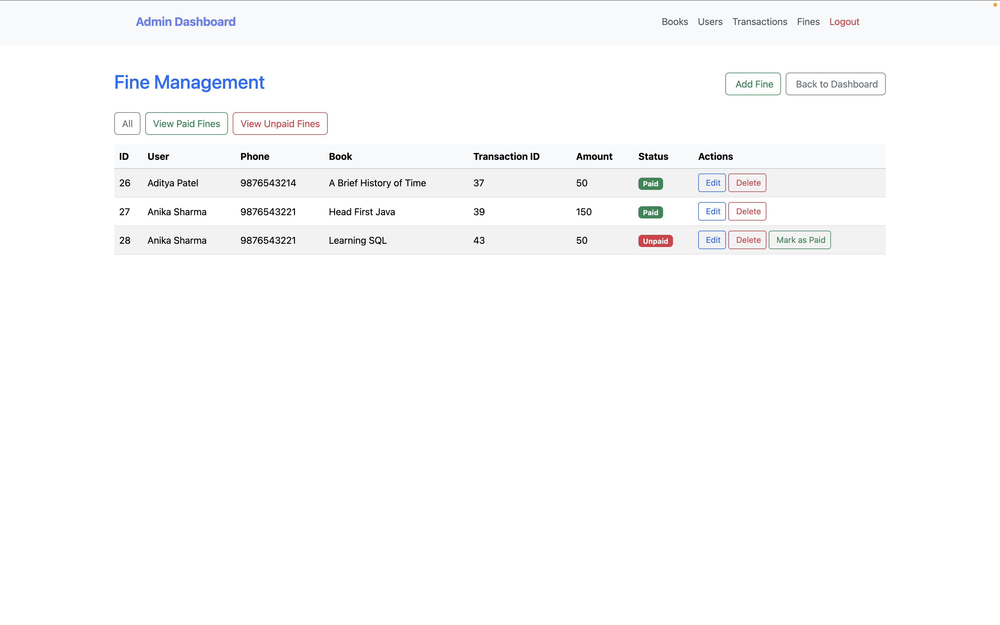 Admin Dashboard Books Users Transactions Fines Logout
Fine Management Add Fine Back to Dashboard
All View Paid Fines View Unpaid Fines
ID User Phone Book Transaction ID Amount Status Actions
26 Aditya Patel 9876543214 A Brief History of Time 37 50 Paid Edit Delete
27 Anika Sharma 9876543221 Head First Java 39 150 Paid Edit Delete
28 Anika Sharma 9876543221 Learning SQL 43 50 Unpaid Edit Delete Mark as Paid